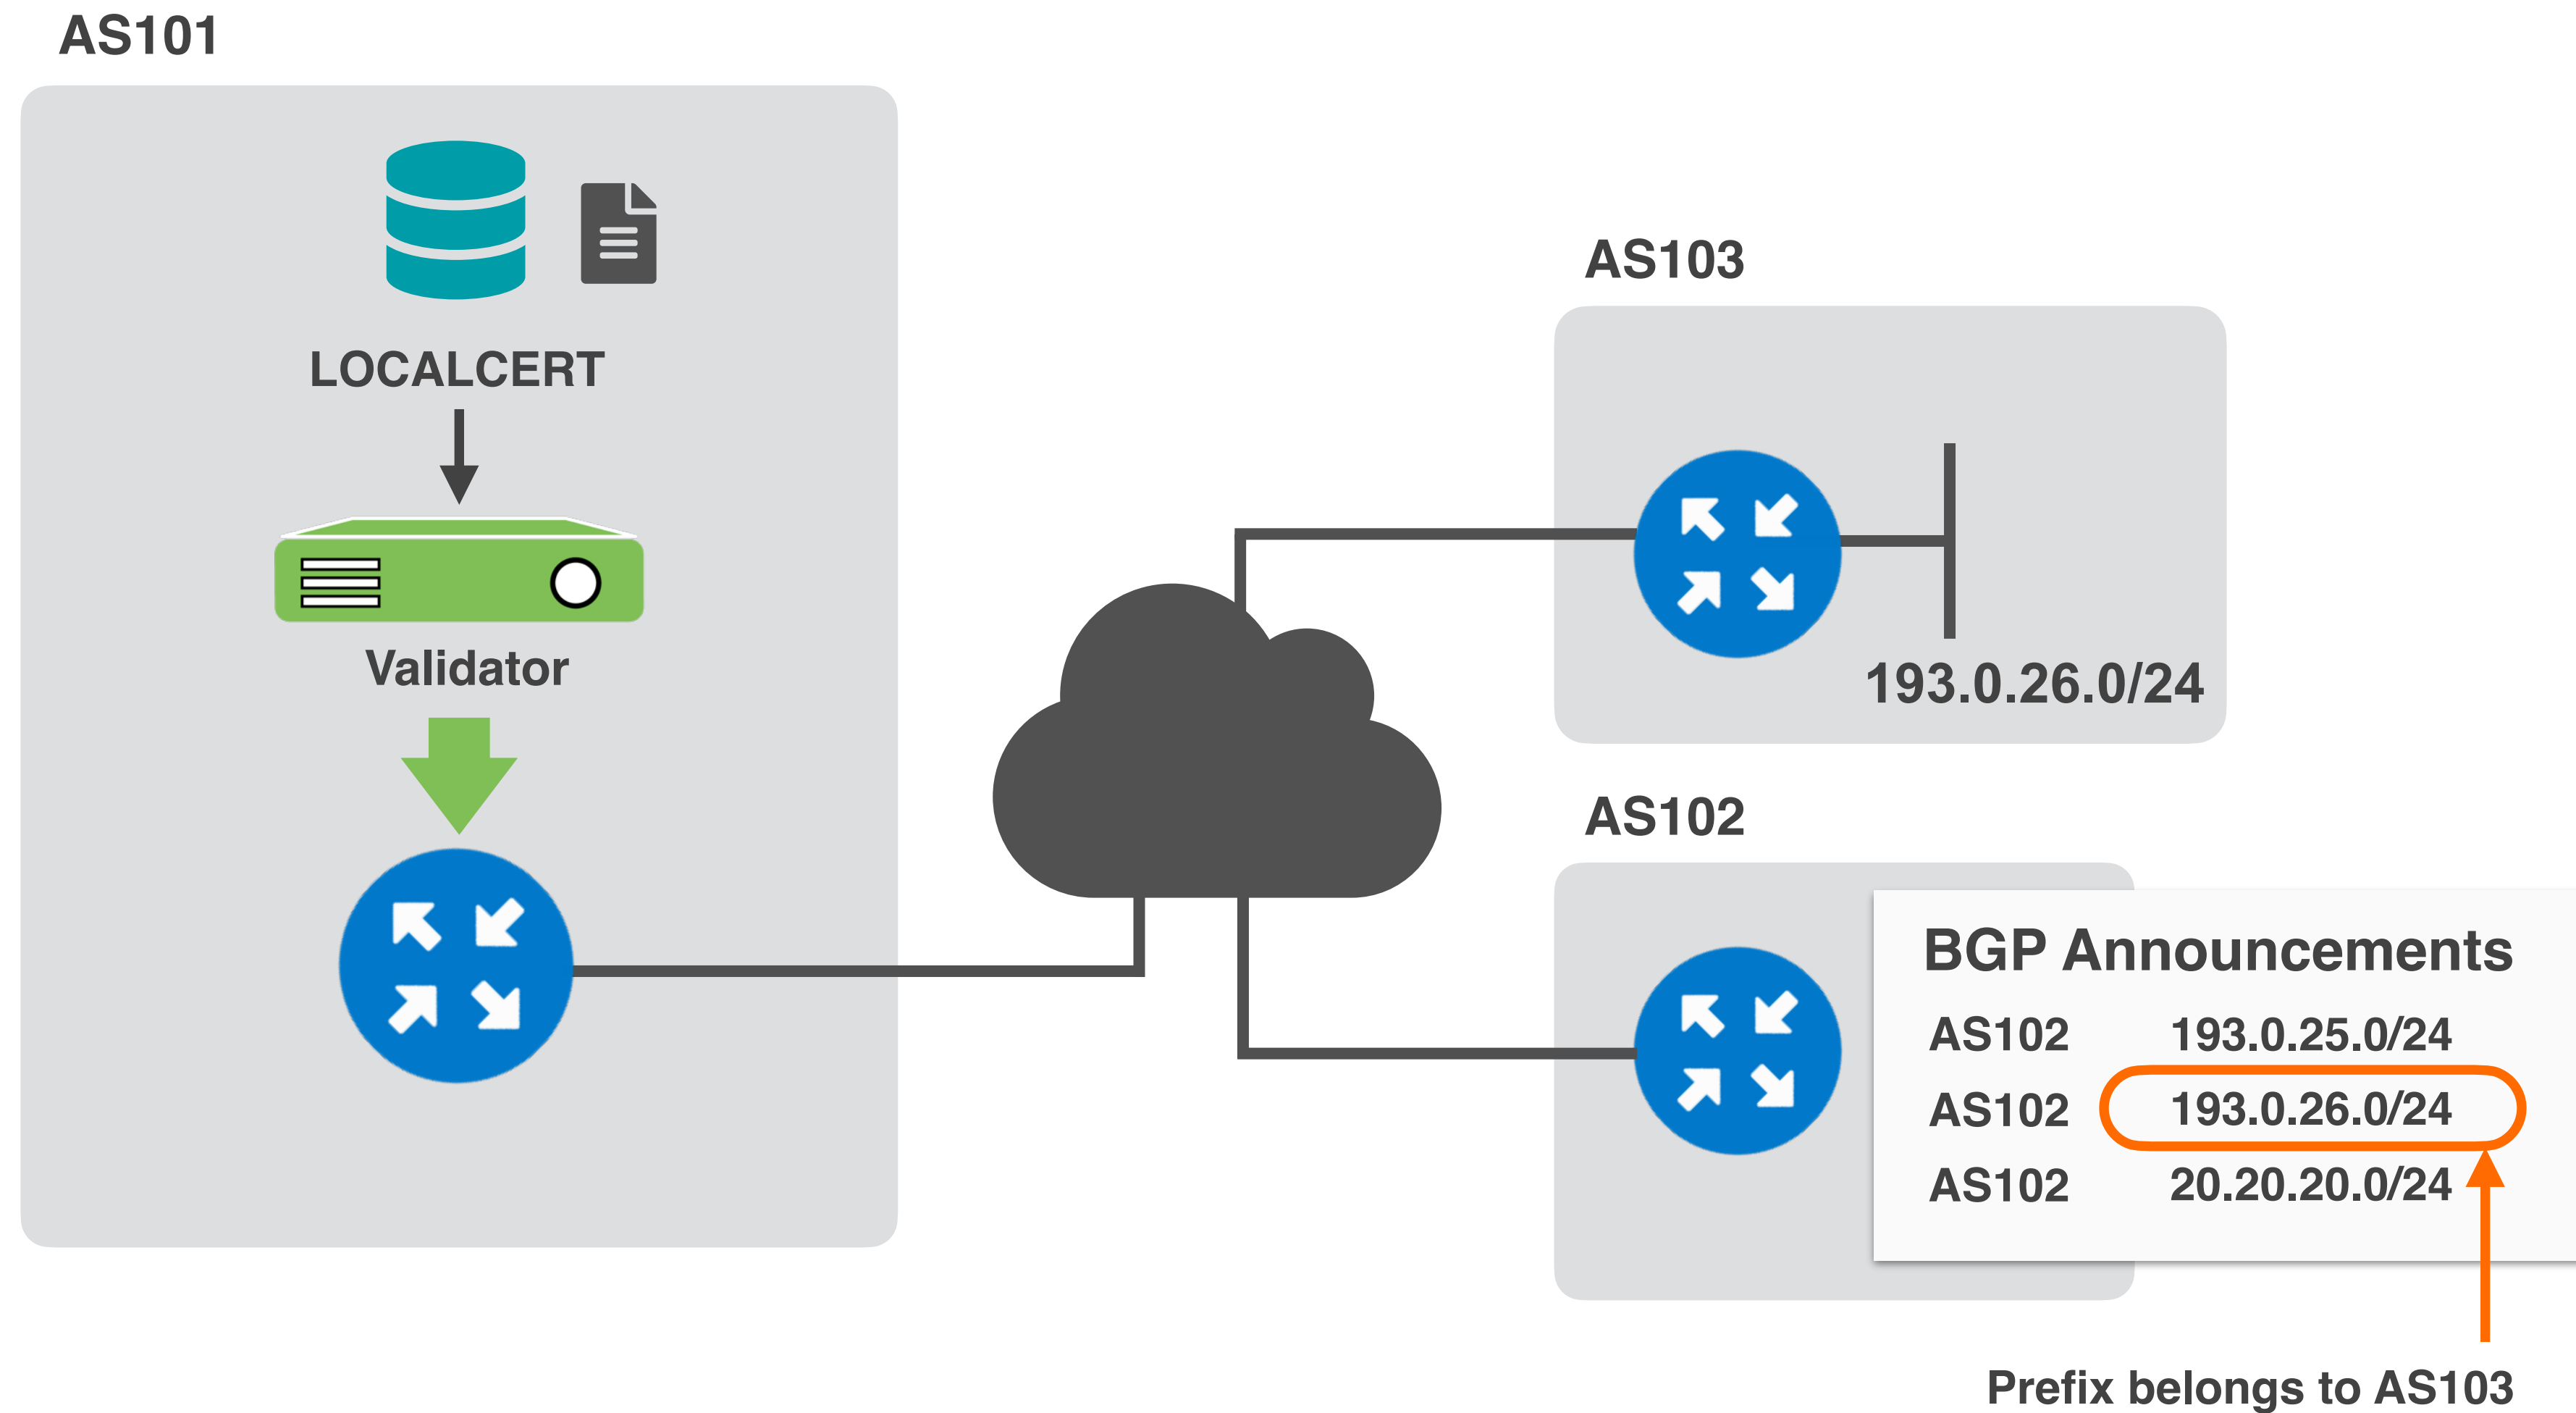 AS101
LOCALCERT
Validator
AS103
193.0.26.0/24
AS102
BGP Announcements
AS102 193.0.25.0/24
AS102 193.0.26.0/24
AS102 20.20.20.0/24
Prefix belongs to AS103